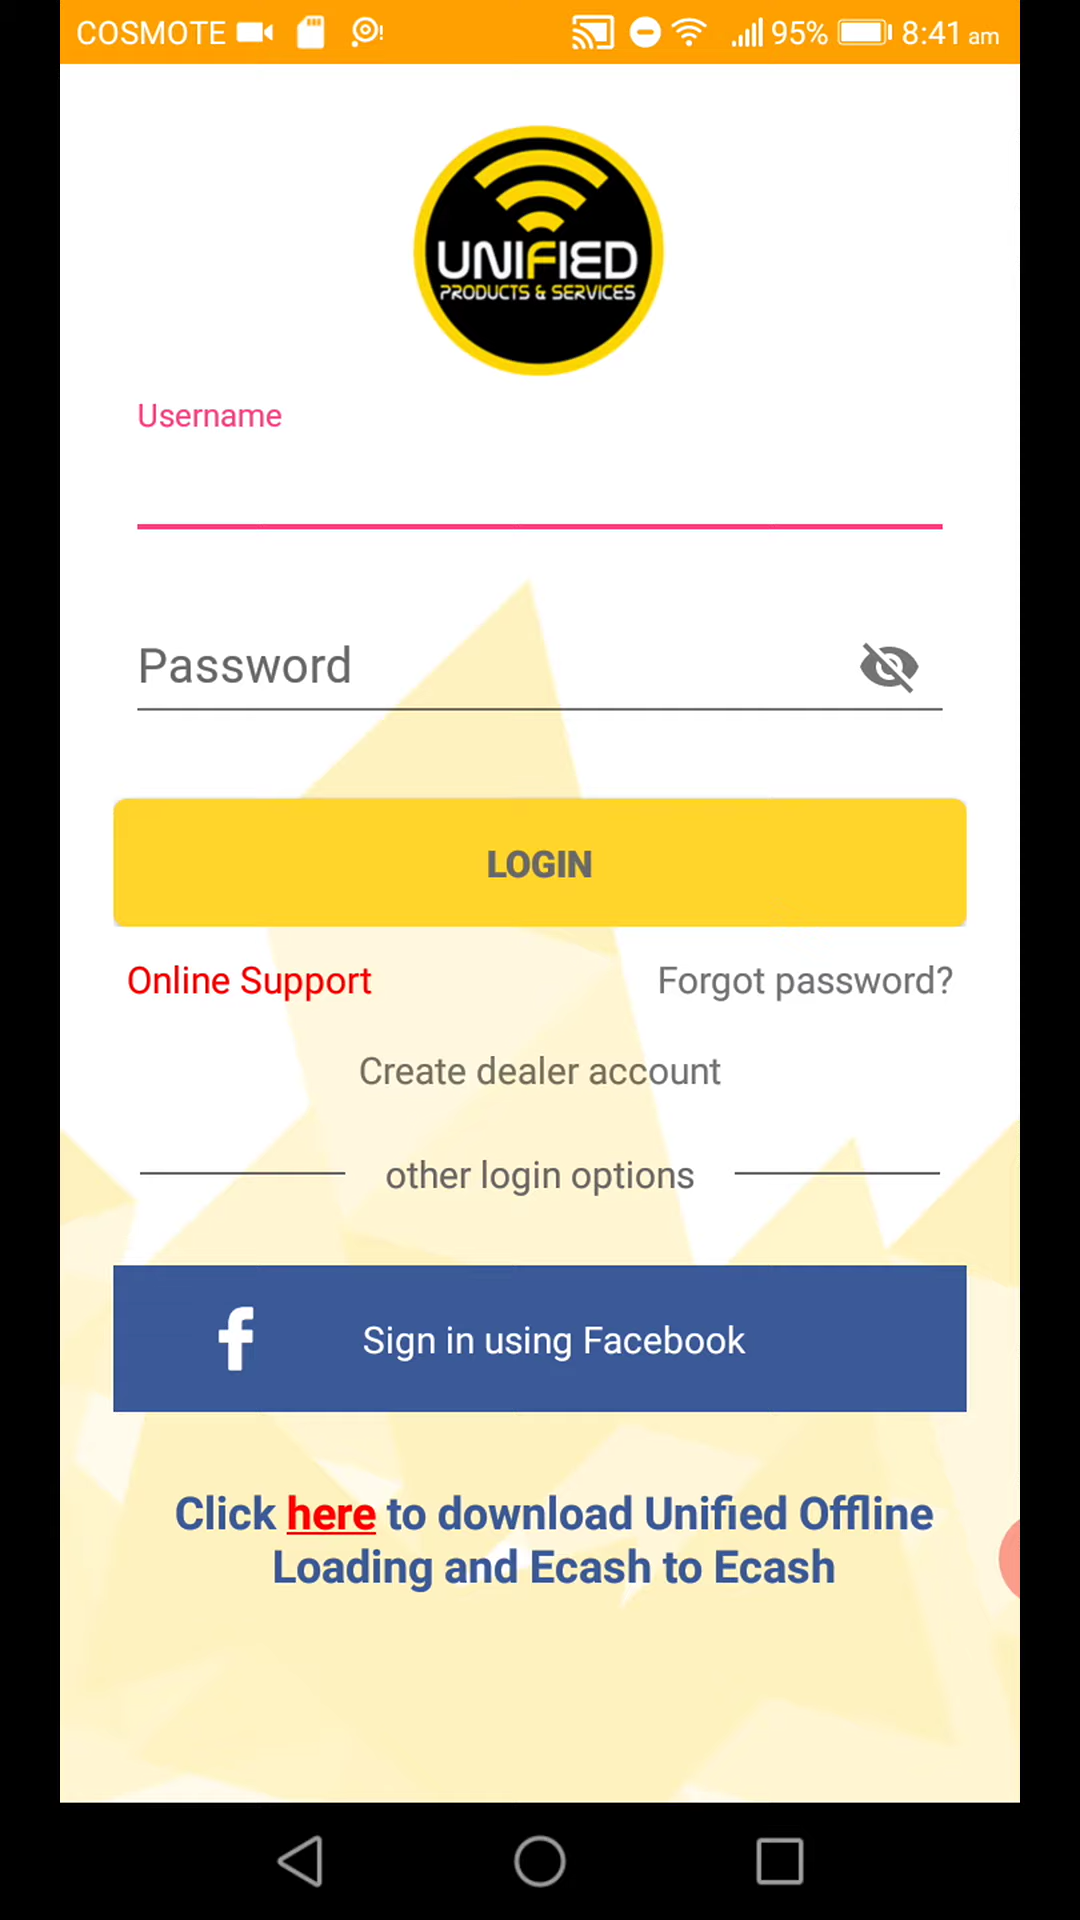 COSMOTE 95% 8:41 am
UNIFIED
PRODUCTS & SERVICES
Username
Password
LOGIN
Online Support Forgot password?
Create dealer account
other login options
f Sign in using Facebook
Click here to download Unified Offline
Loading and Ecash to Ecash